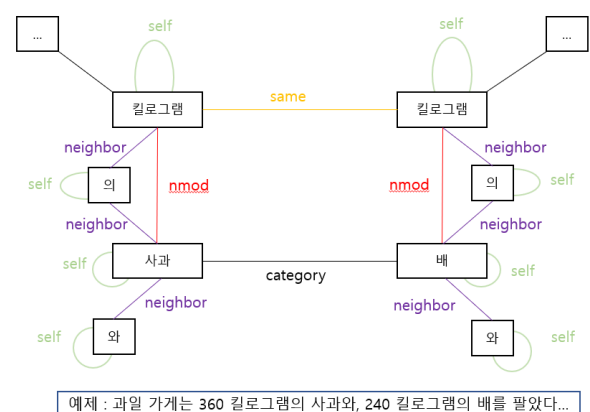 ... ...
self self
킬로그램 same 킬로그램
neighbor neighbor
self 의 nmod nmod 의 self
neighbor neighbor
self 사과 category 배 self
neighbor neighbor
self 와 와 self
예제 : 과일 가게는 360 킬로그램의 사과와, 240 킬로그램의 배를 팔았다...